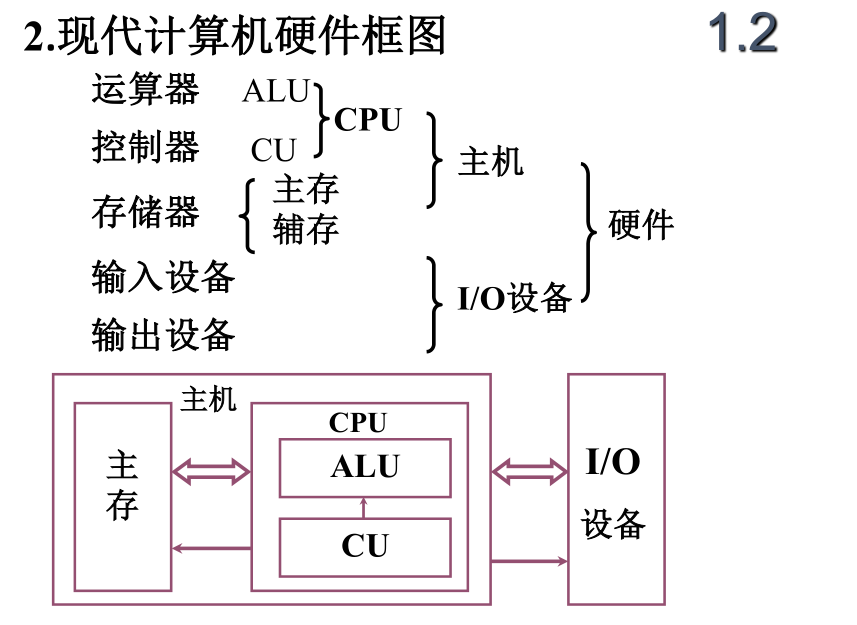 2.现代计算机硬件框图 1.2
运算器 ALU
CPU
控制器 CU
主机
存储器
主存
辅存
硬件
输入设备
I/O设备
输出设备
主机
CPU
主存
ALU
CU
I/O
设备